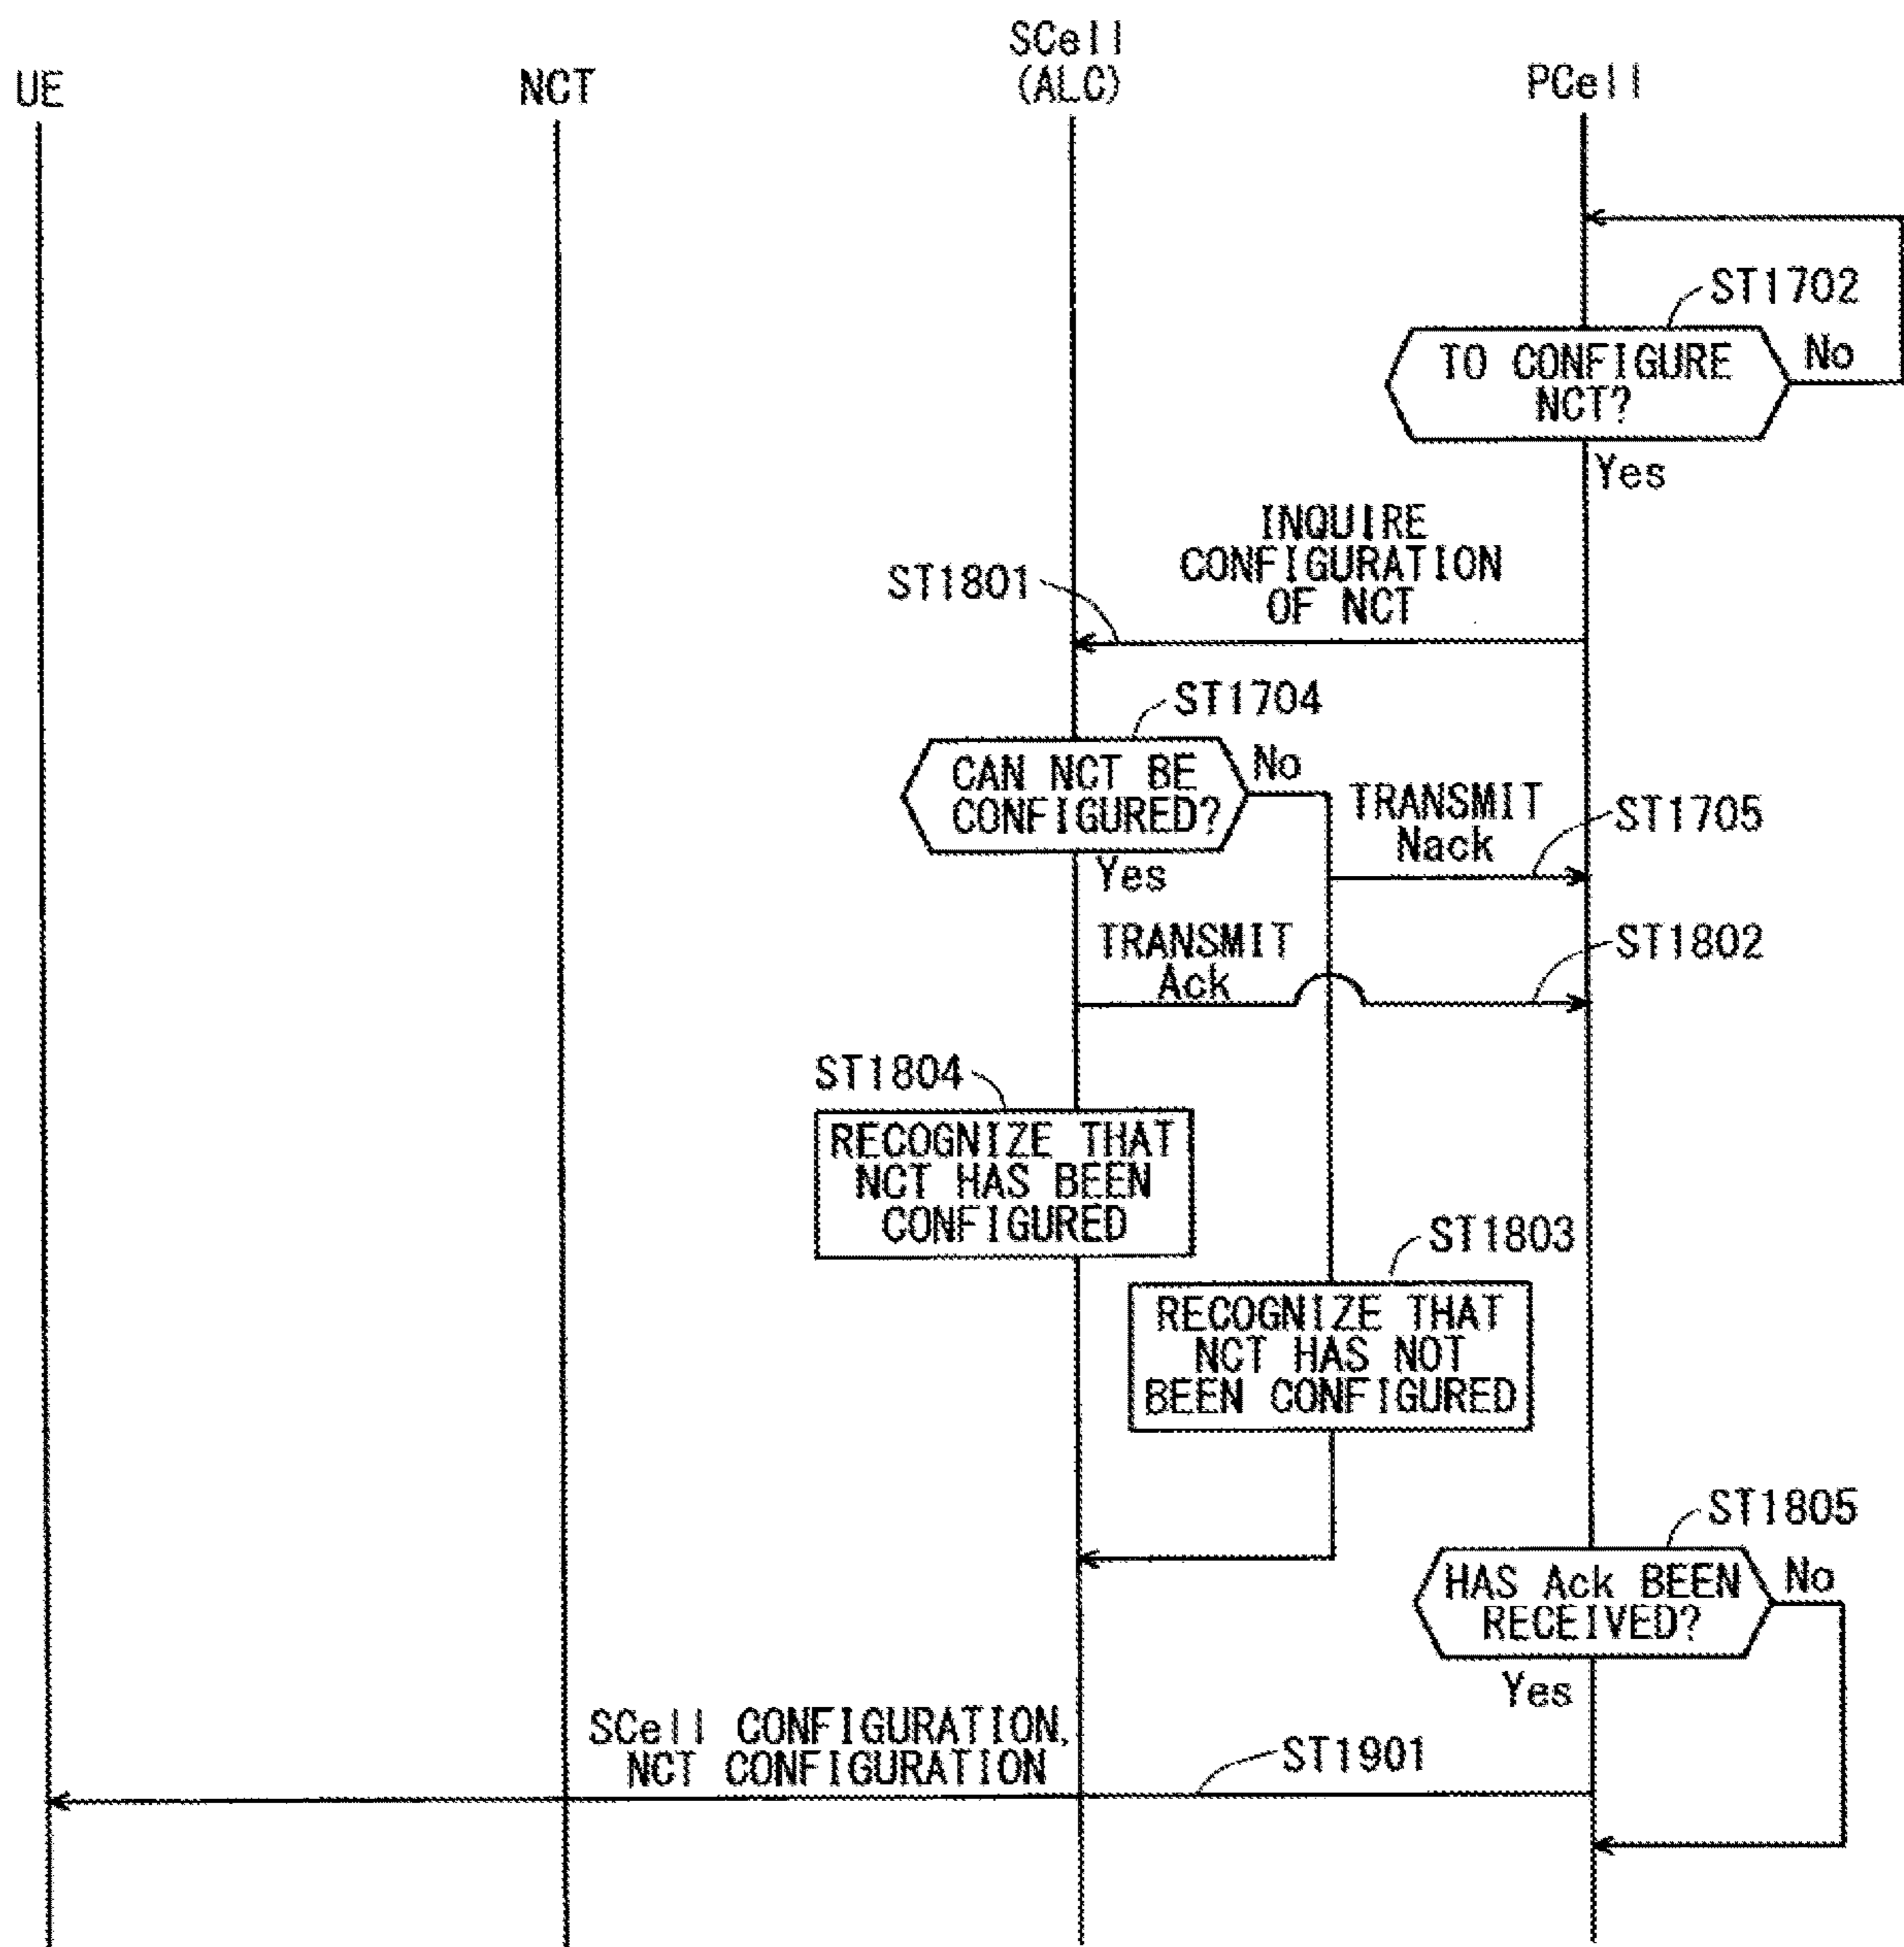 UE
NCT
SCell
(ALC)
PCell
ST1702
TO CONFIGURE
NCT?
No
Yes
INQUIRE
CONFIGURATION
OF NCT
ST1801
ST1704
CAN NCT BE
CONFIGURED?
No
Yes
TRANSMIT
Nack
ST1705
TRANSMIT
Ack
ST1802
ST1804
RECOGNIZE THAT
NCT HAS BEEN
CONFIGURED
ST1803
RECOGNIZE THAT
NCT HAS NOT
BEEN CONFIGURED
ST1805
HAS Ack BEEN
RECEIVED?
No
Yes
SCell CONFIGURATION,
NCT CONFIGURATION
ST1901